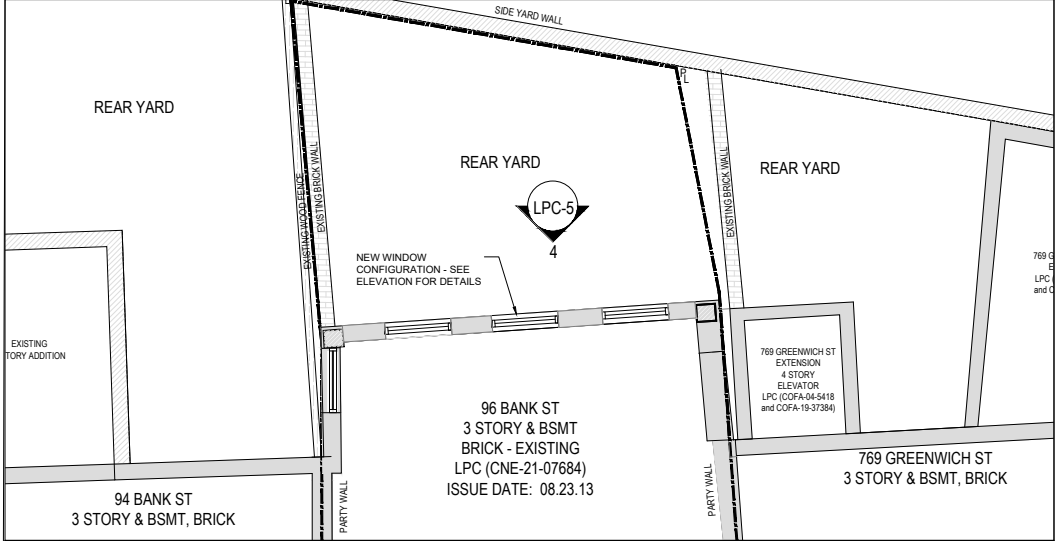 SIDE YARD WALL
REAR YARD
EXISTING WOOD FENCE
EXISTING BRICK WALL
REAR YARD
PL
EXISTING BRICK WALL
REAR YARD
LPC-5
4
NEW WINDOW
CONFIGURATION - SEE
ELEVATION FOR DETAILS
EXISTING
TORY ADDITION
769 GREENWICH ST
EXTENSION
4 STORY
ELEVATOR
LPC (COFA-04-5418
and COFA-19-37384)
769 G
E
LPC (
and C
96 BANK ST
3 STORY & BSMT
BRICK - EXISTING
LPC (CNE-21-07684)
ISSUE DATE: 08.23.13
94 BANK ST
3 STORY & BSMT, BRICK
PARTY WALL
PARTY WALL
769 GREENWICH ST
3 STORY & BSMT, BRICK